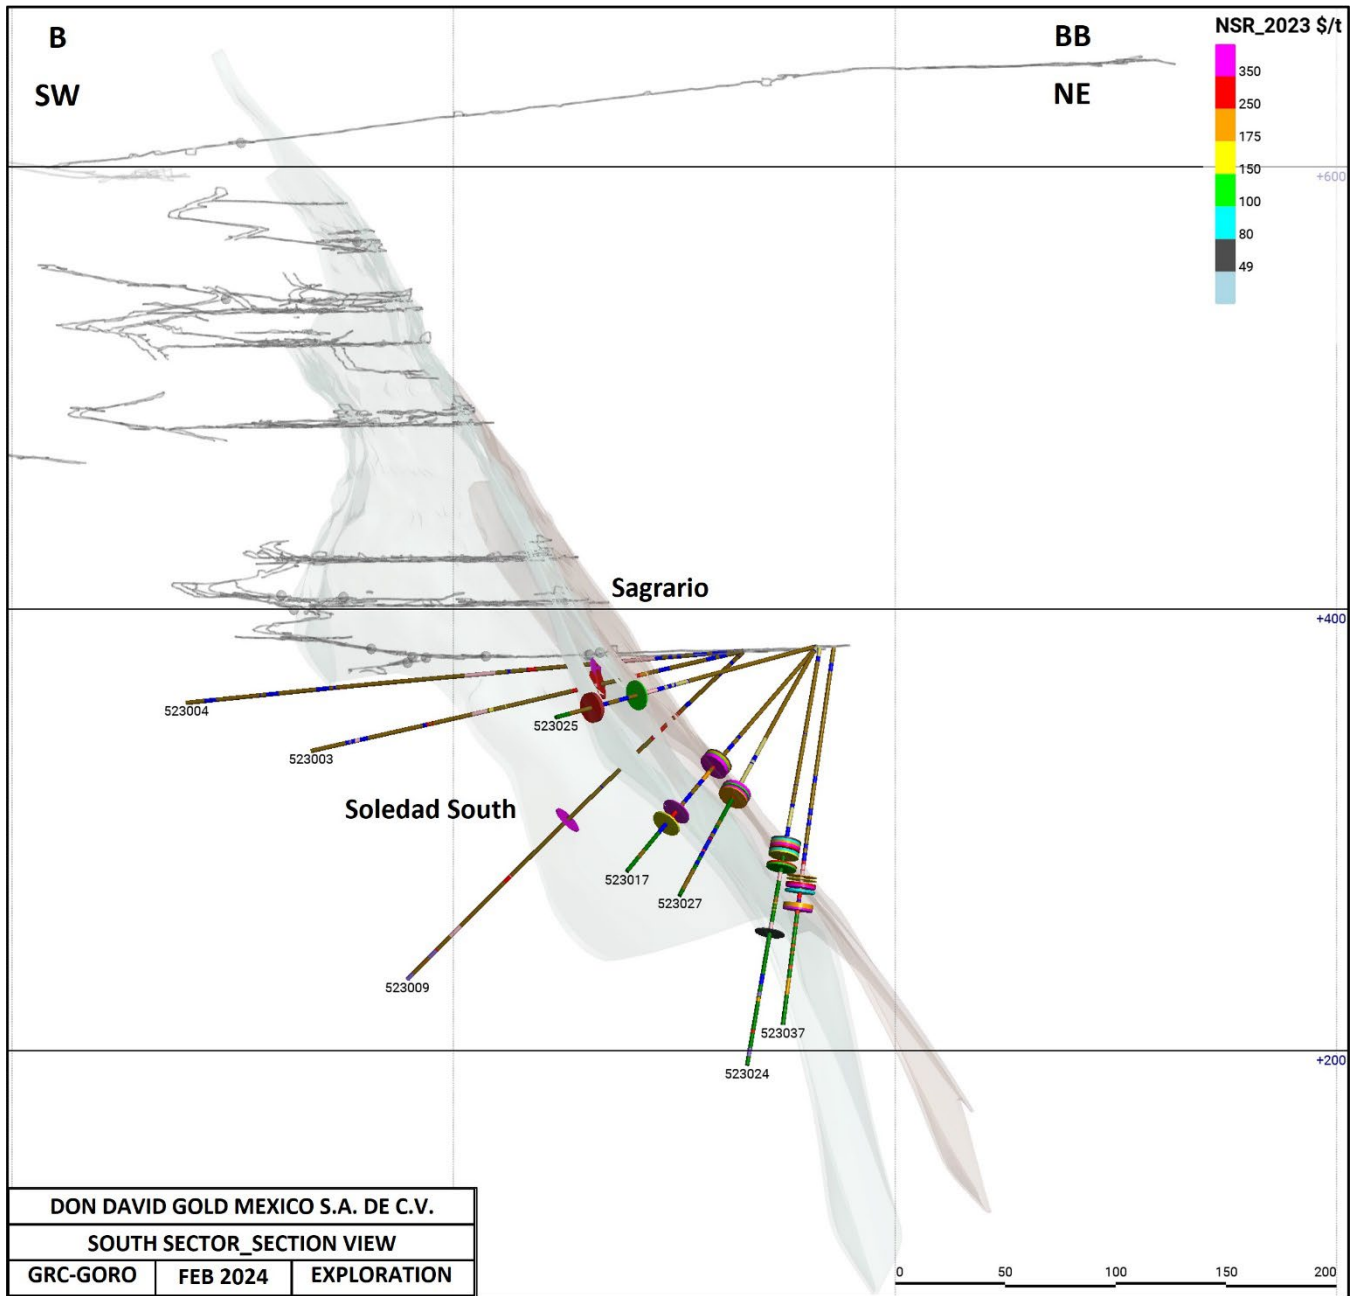 B
BB
NSR_2023 $/t
SW
NE
350
250
175
150
100
80
49
+600
Sagrario
+400
523004
523025
523003
Soledad South
523017
523027
523009
523037
+200
523024
DON DAVID GOLD MEXICO S.A. DE C.V.
SOUTH SECTOR_SECTION VIEW
GRC-GORO FEB 2024 EXPLORATION
0 50 100 150 200